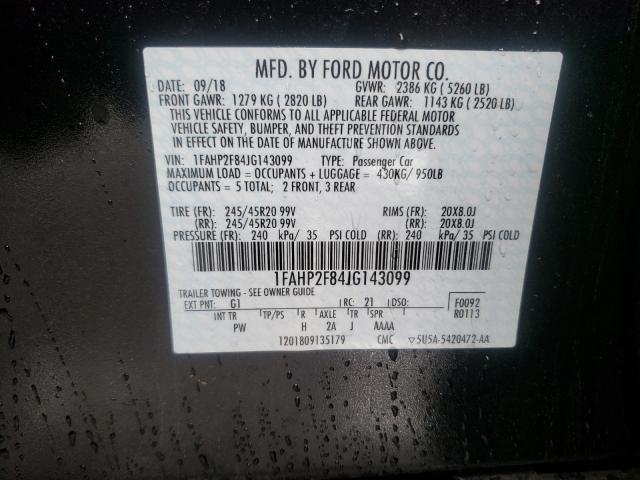 MFD. BY FORD MOTOR CO.
DATE: 09/18 GVWR: 2386 KG ( 5260 LB)
FRONT GAWR: 1279 KG ( 2820 LB) REAR GAWR: 1143 KG ( 2520 LB)
THIS VEHICLE CONFORMS TO ALL APPLICABLE FEDERAL MOTOR
VEHICLE SAFETY, BUMPER, AND THEFT PREVENTION STANDARDS
IN EFFECT ON THE DATE OF MANUFACTURE SHOWN ABOVE.
VIN: 1FAHP2F84JG143099 TYPE: Passenger Car
MAXIMUM LOAD = OCCUPANTS + LUGGAGE = 430KG/ 950LB
OCCUPANTS = 5 TOTAL; 2 FRONT, 3 REAR
TIRE (FR): 245/45R20 99V RIMS (FR): 20X8.0J
(RR): 245/45R20 99V (RR): 20X8.0J
PRESSURE (FR): 240 kPa/ 35 PSI COLD (RR): 240 kPa/ 35 PSI COLD
1FAHP2F84JG143099
TRAILER TOWING - SEE OWNER GUIDE
EXT PNT: G1 RC: 21 DSO: F0092
INT TR TP/PS R AXLE TR SPR R0113
PW H 2A J AAAA
1201809135179 CMC ▽5U5A-5420472-AA